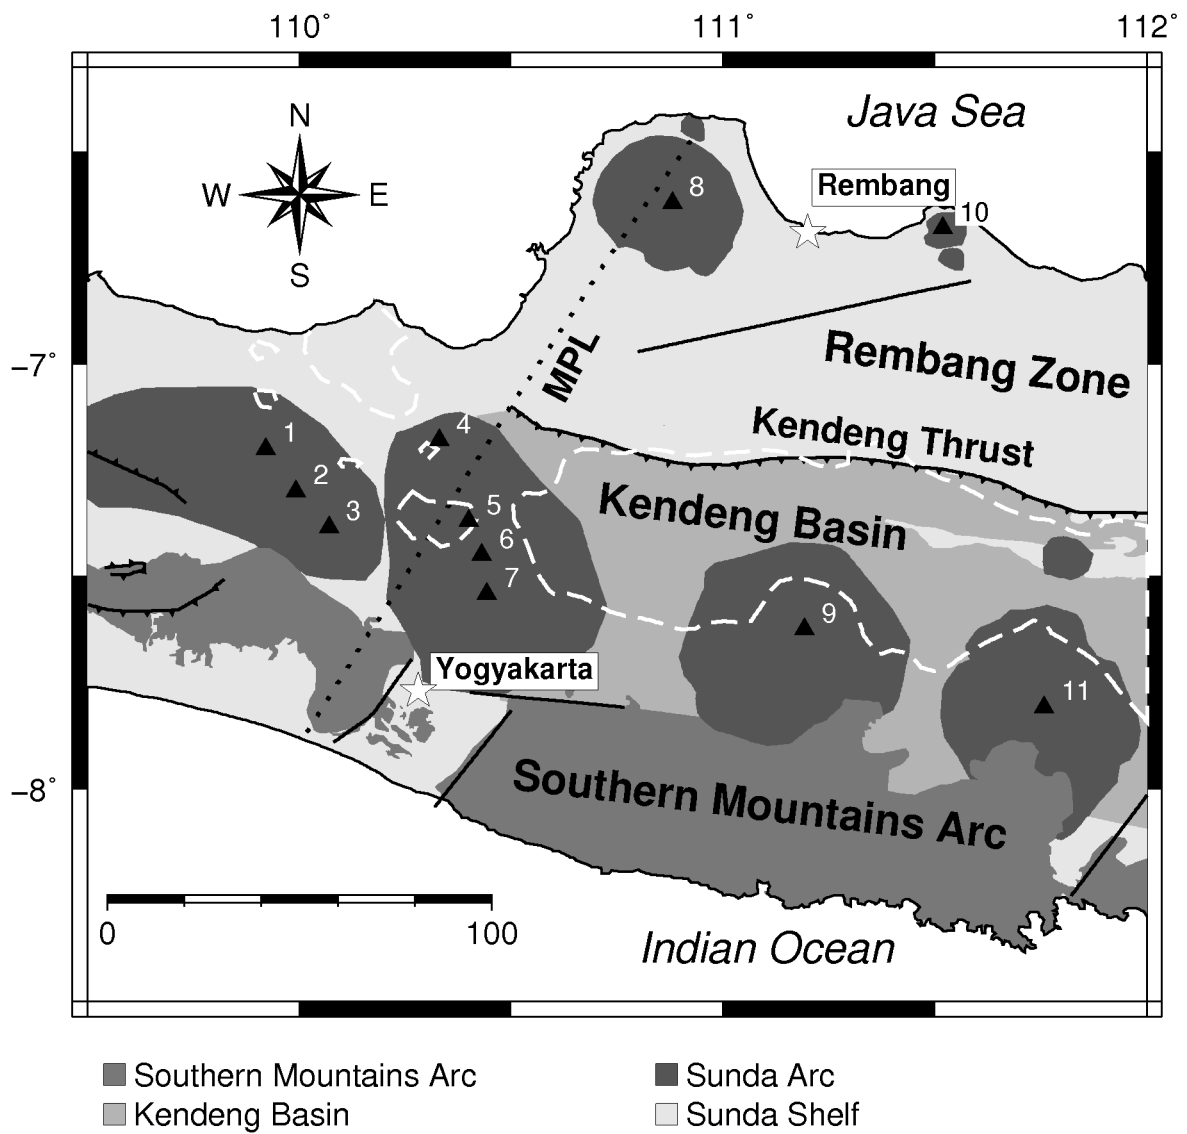 110° 111° 112°
Java Sea
N
W E
S
Rembang
8
10
MPL
Rembang Zone
−7°
Kendeng Thrust
1
4
2
3
5
6
7
Kendeng Basin
9
Yogyakarta
11
−8°
Southern Mountains Arc
0 100
Indian Ocean
Southern Mountains Arc
Sunda Arc
Kendeng Basin
Sunda Shelf